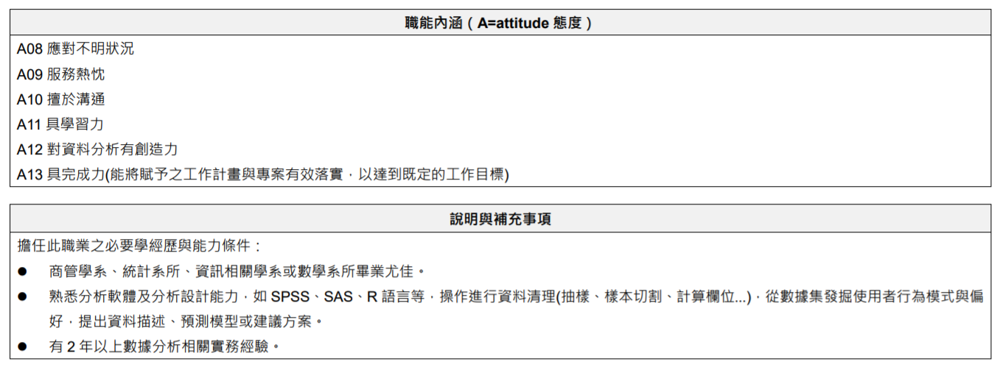 職能內涵（A=attitude 態度）
A08 應對不明狀況
A09 服務熱忱
A10 擅於溝通
A11 具學習力
A12 對資料分析有創造力
A13 具完成力(能將賦予之工作計畫與專案有效落實，以達到既定的工作目標)
說明與補充事項
擔任此職業之必要學經歷與能力條件：
● 商管學系、統計系所、資訊相關學系或數學系所畢業尤佳。
● 熟悉分析軟體及分析設計能力，如 SPSS、SAS、R 語言等，操作進行資料清理(抽樣、樣本切割、計算欄位...)，從數據集發掘使用者行為模式與偏
好，提出資料描述、預測模型或建議方案。
● 有 2 年以上數據分析相關實務經驗。